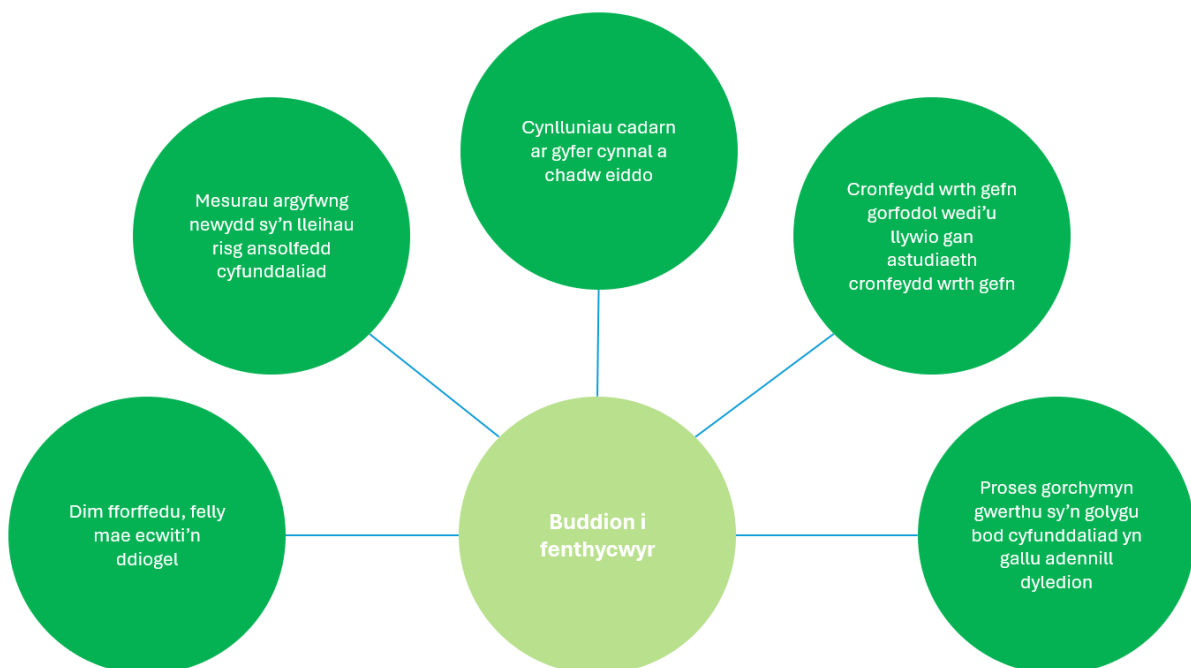 Cynlluniau cadarn
ar gyfer cynnal a
chadw eiddo
Mesurau argyfwng
newydd sy’n lleihau
risg ansolfedd
cyfunddaliad
Cronfeydd wrth gefn
gorfodol wedi’u
llywio gan
astudiaeth
cronfeydd wrth gefn
Dim fforffedu, felly
mae ecwiti’n
ddiogel
Buddion i
fenthycwyr
Proses gorchymyn
gwerthu sy’n golygu
bod cyfunddaliad yn
gallu adennill
dyledion